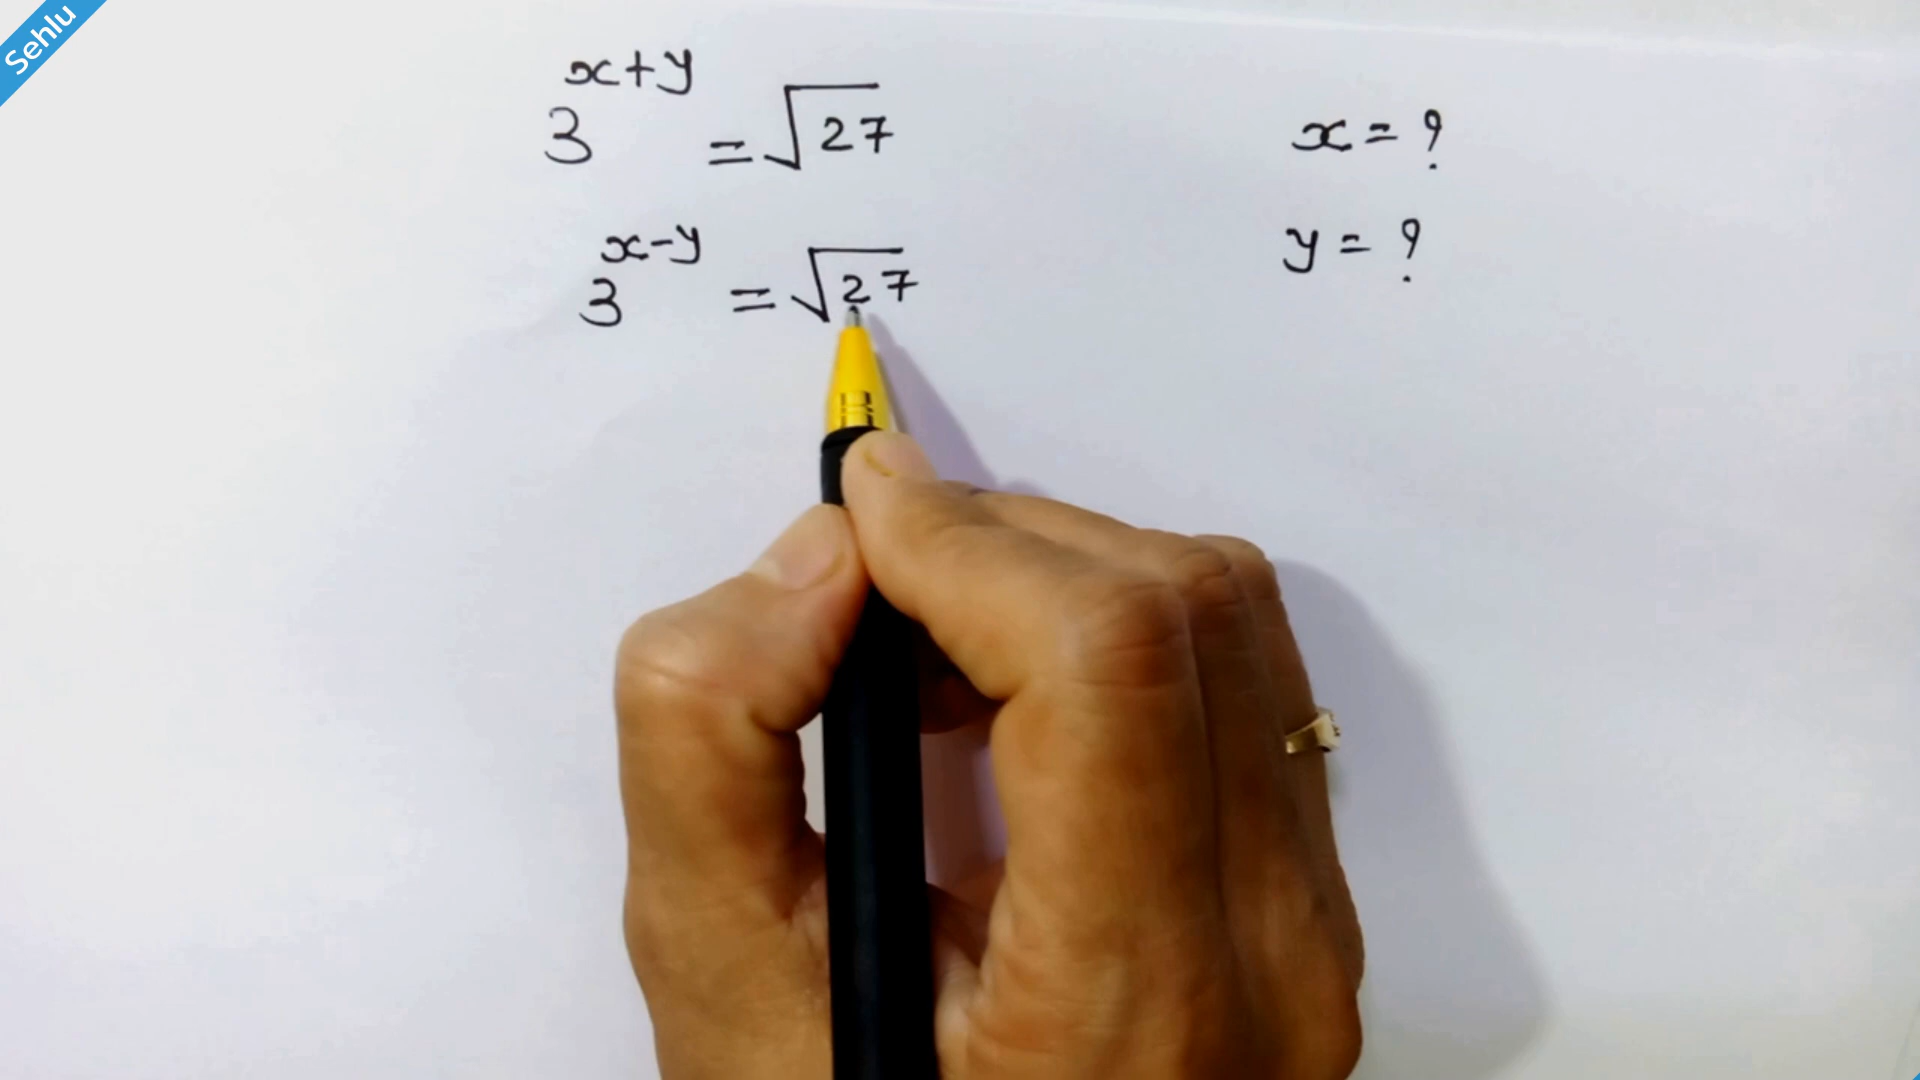 Sehlu
3^{x+y} = √27
x = ?
3^{x-y} = √27
y = ?